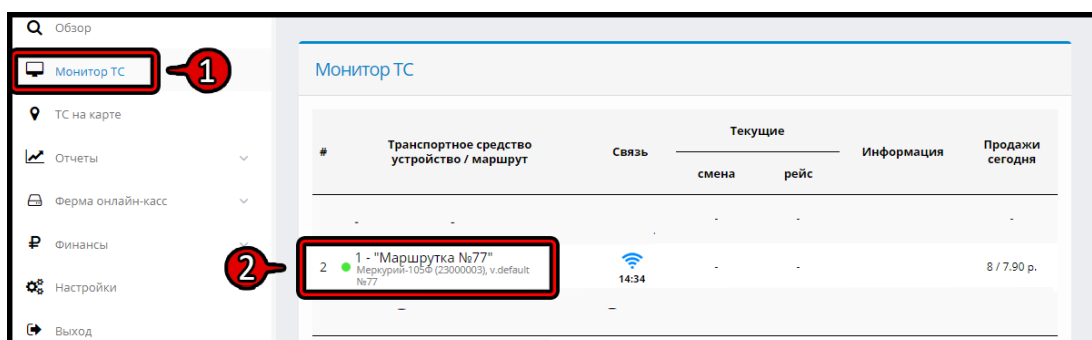 Обзор
Монитор ТС
1
ТС на карте
Отчеты
Ферма онлайн-касс
Финансы
Настройки
Выход
Монитор ТС
#
Транспортное средство
устройство / маршрут
Связь
Текущие
смена
рейс
Информация
Продажи
сегодня
- - - - -
2
2
1 - "Маршрутка №77"
Меркурий-105Ф (23000003), v.default
№77
14:34
- -
8 / 7.90 р.